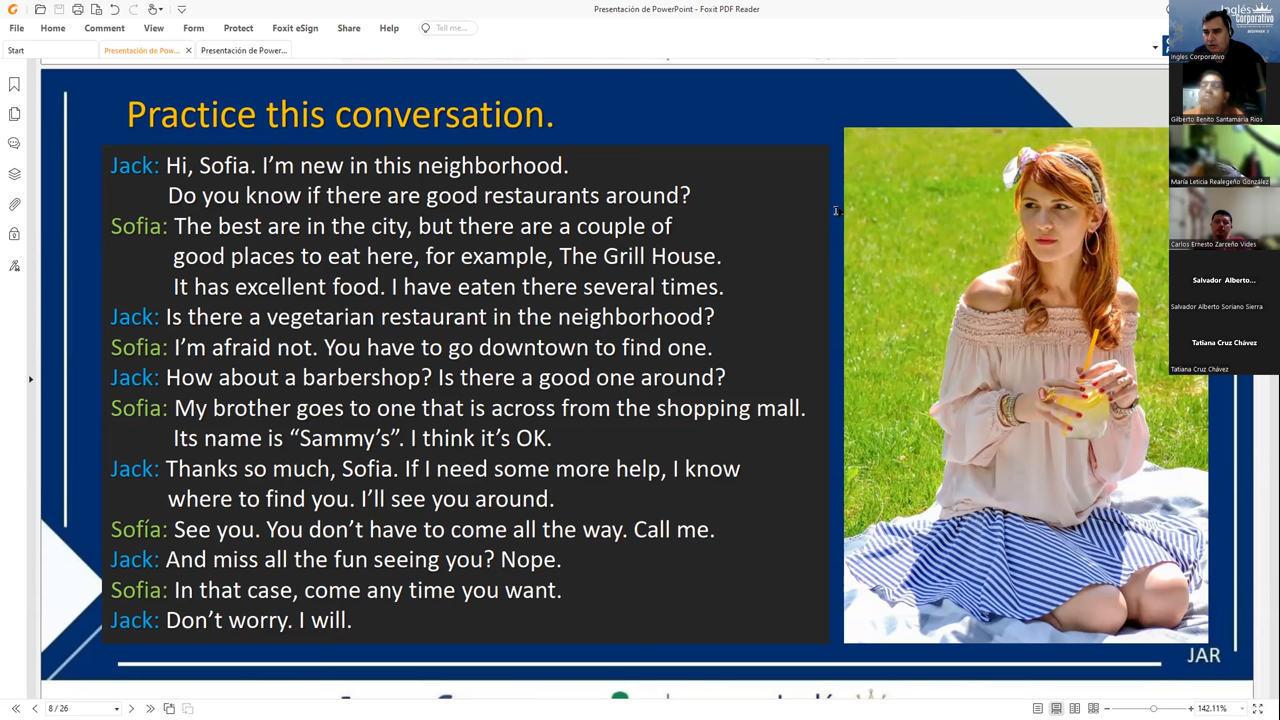 Presentación de PowerPoint - Foxit PDF Reader
File Home Comment View Form Protect Foxit eSign Share Help Tell me...
Start Presentación de Pow... Presentación de Power...
Practice this conversation.
Jack: Hi, Sofia. I'm new in this neighborhood.
Do you know if there are good restaurants around?
Sofia: The best are in the city, but there are a couple of
good places to eat here, for example, The Grill House.
It has excellent food. I have eaten there several times.
Jack: Is there a vegetarian restaurant in the neighborhood?
Sofia: I'm afraid not. You have to go downtown to find one.
Jack: How about a barbershop? Is there a good one around?
Sofia: My brother goes to one that is across from the shopping mall.
Its name is “Sammy's”. I think it's OK.
Jack: Thanks so much, Sofia. If I need some more help, I know
where to find you. I'll see you around.
Sofía: See you. You don't have to come all the way. Call me.
Jack: And miss all the fun seeing you? Nope.
Sofia: In that case, come any time you want.
Jack: Don't worry. I will.
JAR
Inglés
Corporativo
Ingles Corporativo
Gilberto Benito Santamaria Rios
María Leticia Realegeño González
Carlos Ernesto Zarceño Vides
Salvador Alberto...
Salvador Alberto Soriano Sierra
Tatiana Cruz Chávez
Tatiana Cruz Chávez
8 / 26
142.11%